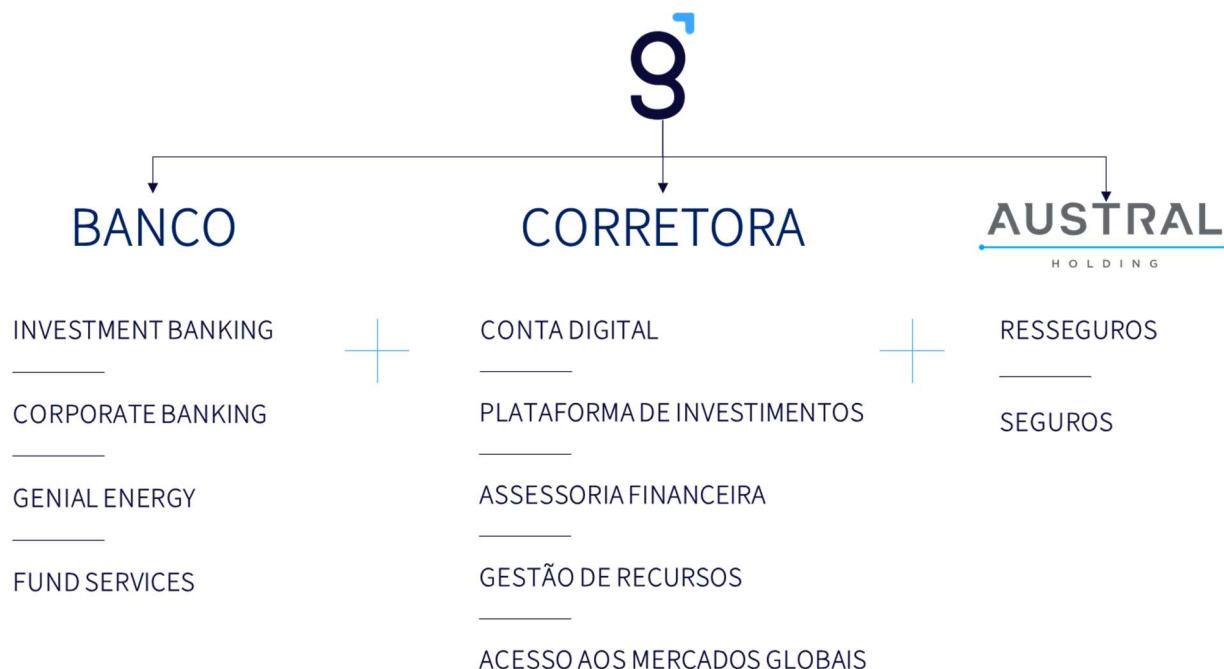 g
BANCO
INVESTMENT BANKING
CORPORATE BANKING
GENIAL ENERGY
FUND SERVICES
CORRETORA
CONTA DIGITAL
PLATAFORMA DE INVESTIMENTOS
ASSESSORIA FINANCEIRA
GESTÃO DE RECURSOS
ACESSO AOS MERCADOS GLOBAIS
AUSTRAL
HOLDING
RESSEGUROS
SEGUROS